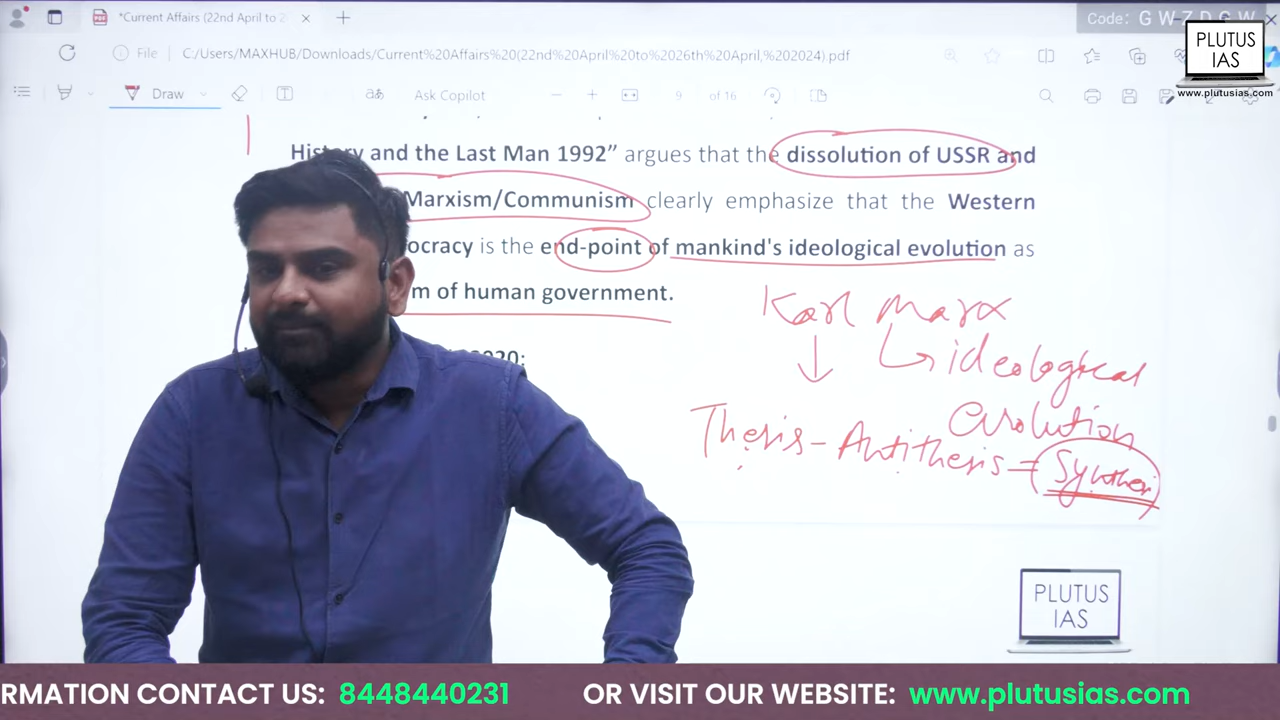 *Current Affairs (22nd April to 2
Code: G W Z D G W
File C:/Users/MAXHUB/Downloads/Current%20Affairs%20(22nd%20April%20to%2026th%20April,%202024).pdf
Draw
Ask Copilot
9 of 16
PLUTUS
IAS
www.plutusias.com
History and the Last Man 1992” argues that the dissolution of USSR and
Marxism/Communism clearly emphasize that the Western
ocracy is the end-point of mankind's ideological evolution as
m of human government.
2020:
Karl Marx
ideological
evolution
Thesis - Antithesis = Synthesi
PLUTUS
IAS
RMATION CONTACT US: 8448440231 OR VISIT OUR WEBSITE: www.plutusias.com